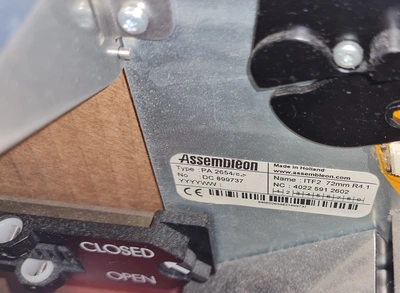 Assembleon
Made in Holland
www.assembleon.com
Type : PA 2654/
No : DC 899737
YYYYWW :
Name : ITF2 72mm R4.1
NC : 4022 591 2602
CE
CLOSED
OPEN